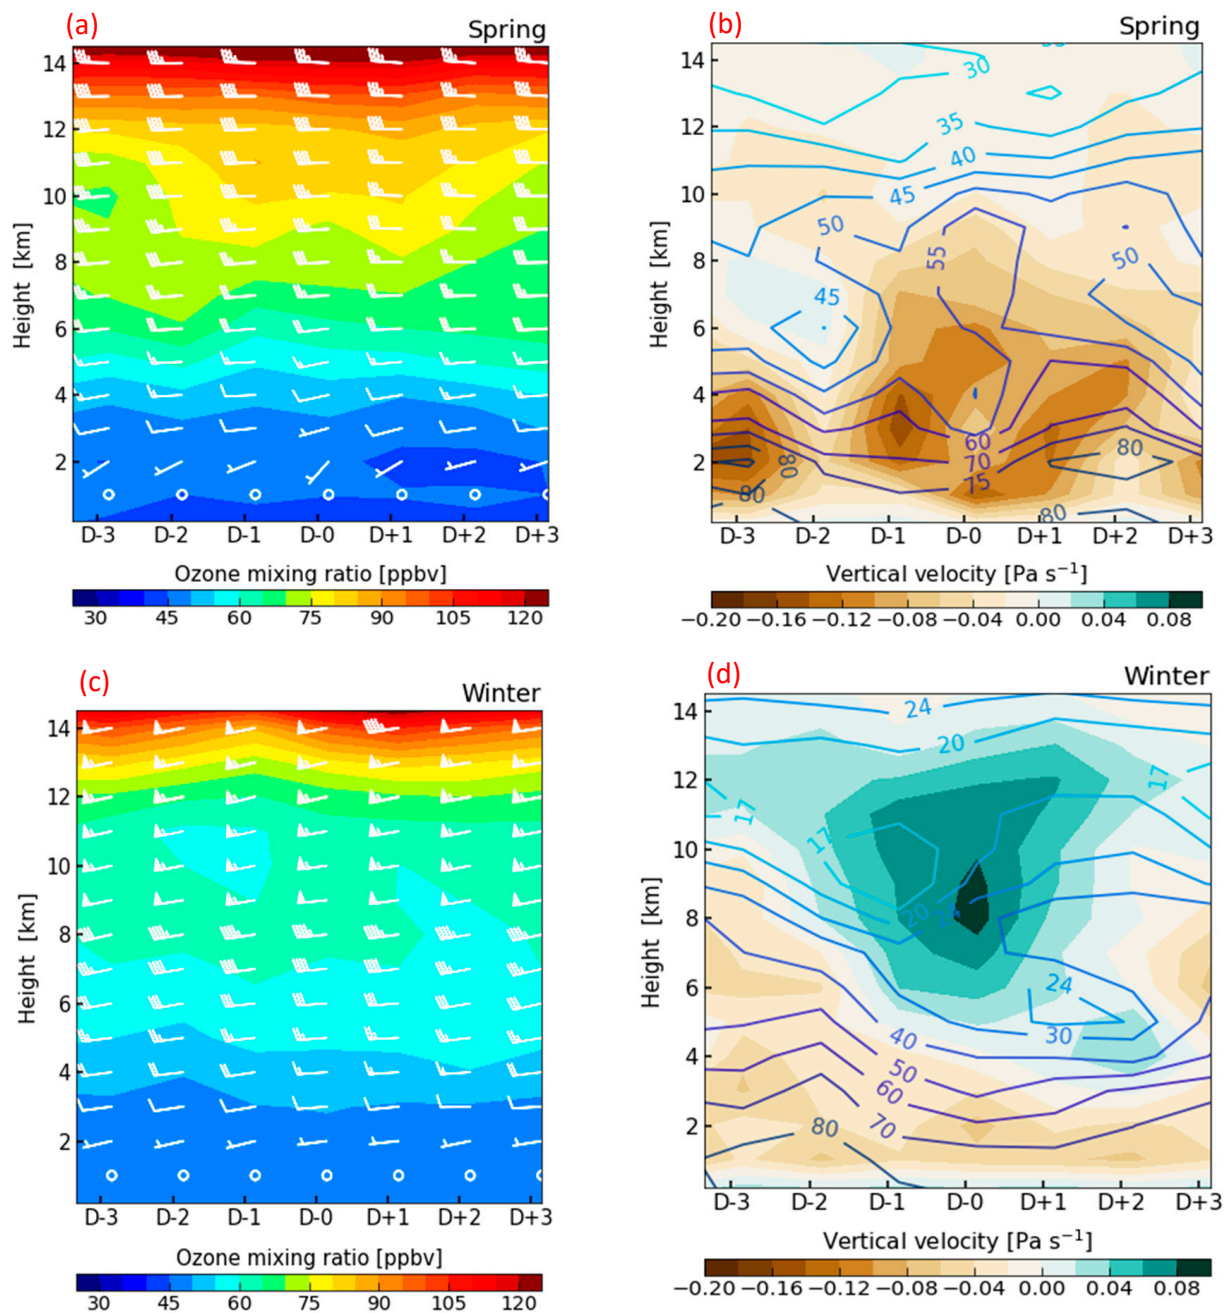 (a)
Spring
14
12
10
8
6
4
2
Height [km]
D-3 D-2 D-1 D-0 D+1 D+2 D+3
Ozone mixing ratio [ppbv]
30 45 60 75 90 105 120
(b)
Spring
14
12
10
8
6
4
2
Height [km]
30
35
40
45
50
55
50
45
60
70
80
80
75
80
80
D-3 D-2 D-1 D-0 D+1 D+2 D+3
Vertical velocity [Pa s⁻¹]
−0.20 −0.16 −0.12 −0.08 −0.04 0.00 0.04 0.08
(c)
Winter
14
12
10
8
6
4
2
Height [km]
D-3 D-2 D-1 D-0 D+1 D+2 D+3
Ozone mixing ratio [ppbv]
30 45 60 75 90 105 120
(d)
Winter
14
12
10
8
6
4
2
Height [km]
24
20
17
17
17
20
24
24
30
40
50
60
70
80
D-3 D-2 D-1 D-0 D+1 D+2 D+3
Vertical velocity [Pa s⁻¹]
−0.20 −0.16 −0.12 −0.08 −0.04 0.00 0.04 0.08